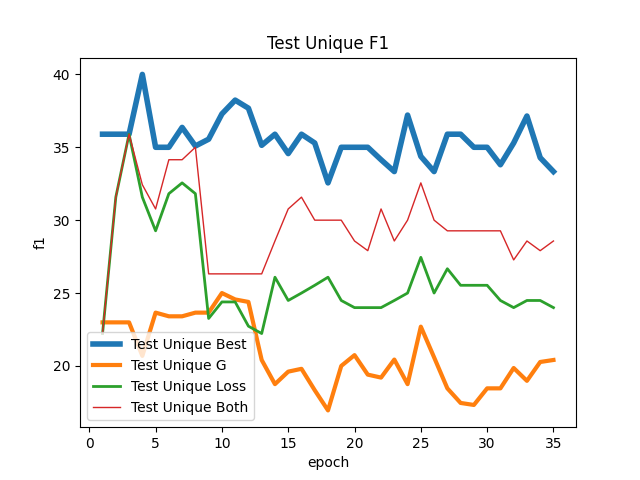 Test Unique F1
f1
40
35
30
25
20
Test Unique Best
Test Unique G
Test Unique Loss
Test Unique Both
0 5 10 15 20 25 30 35
epoch